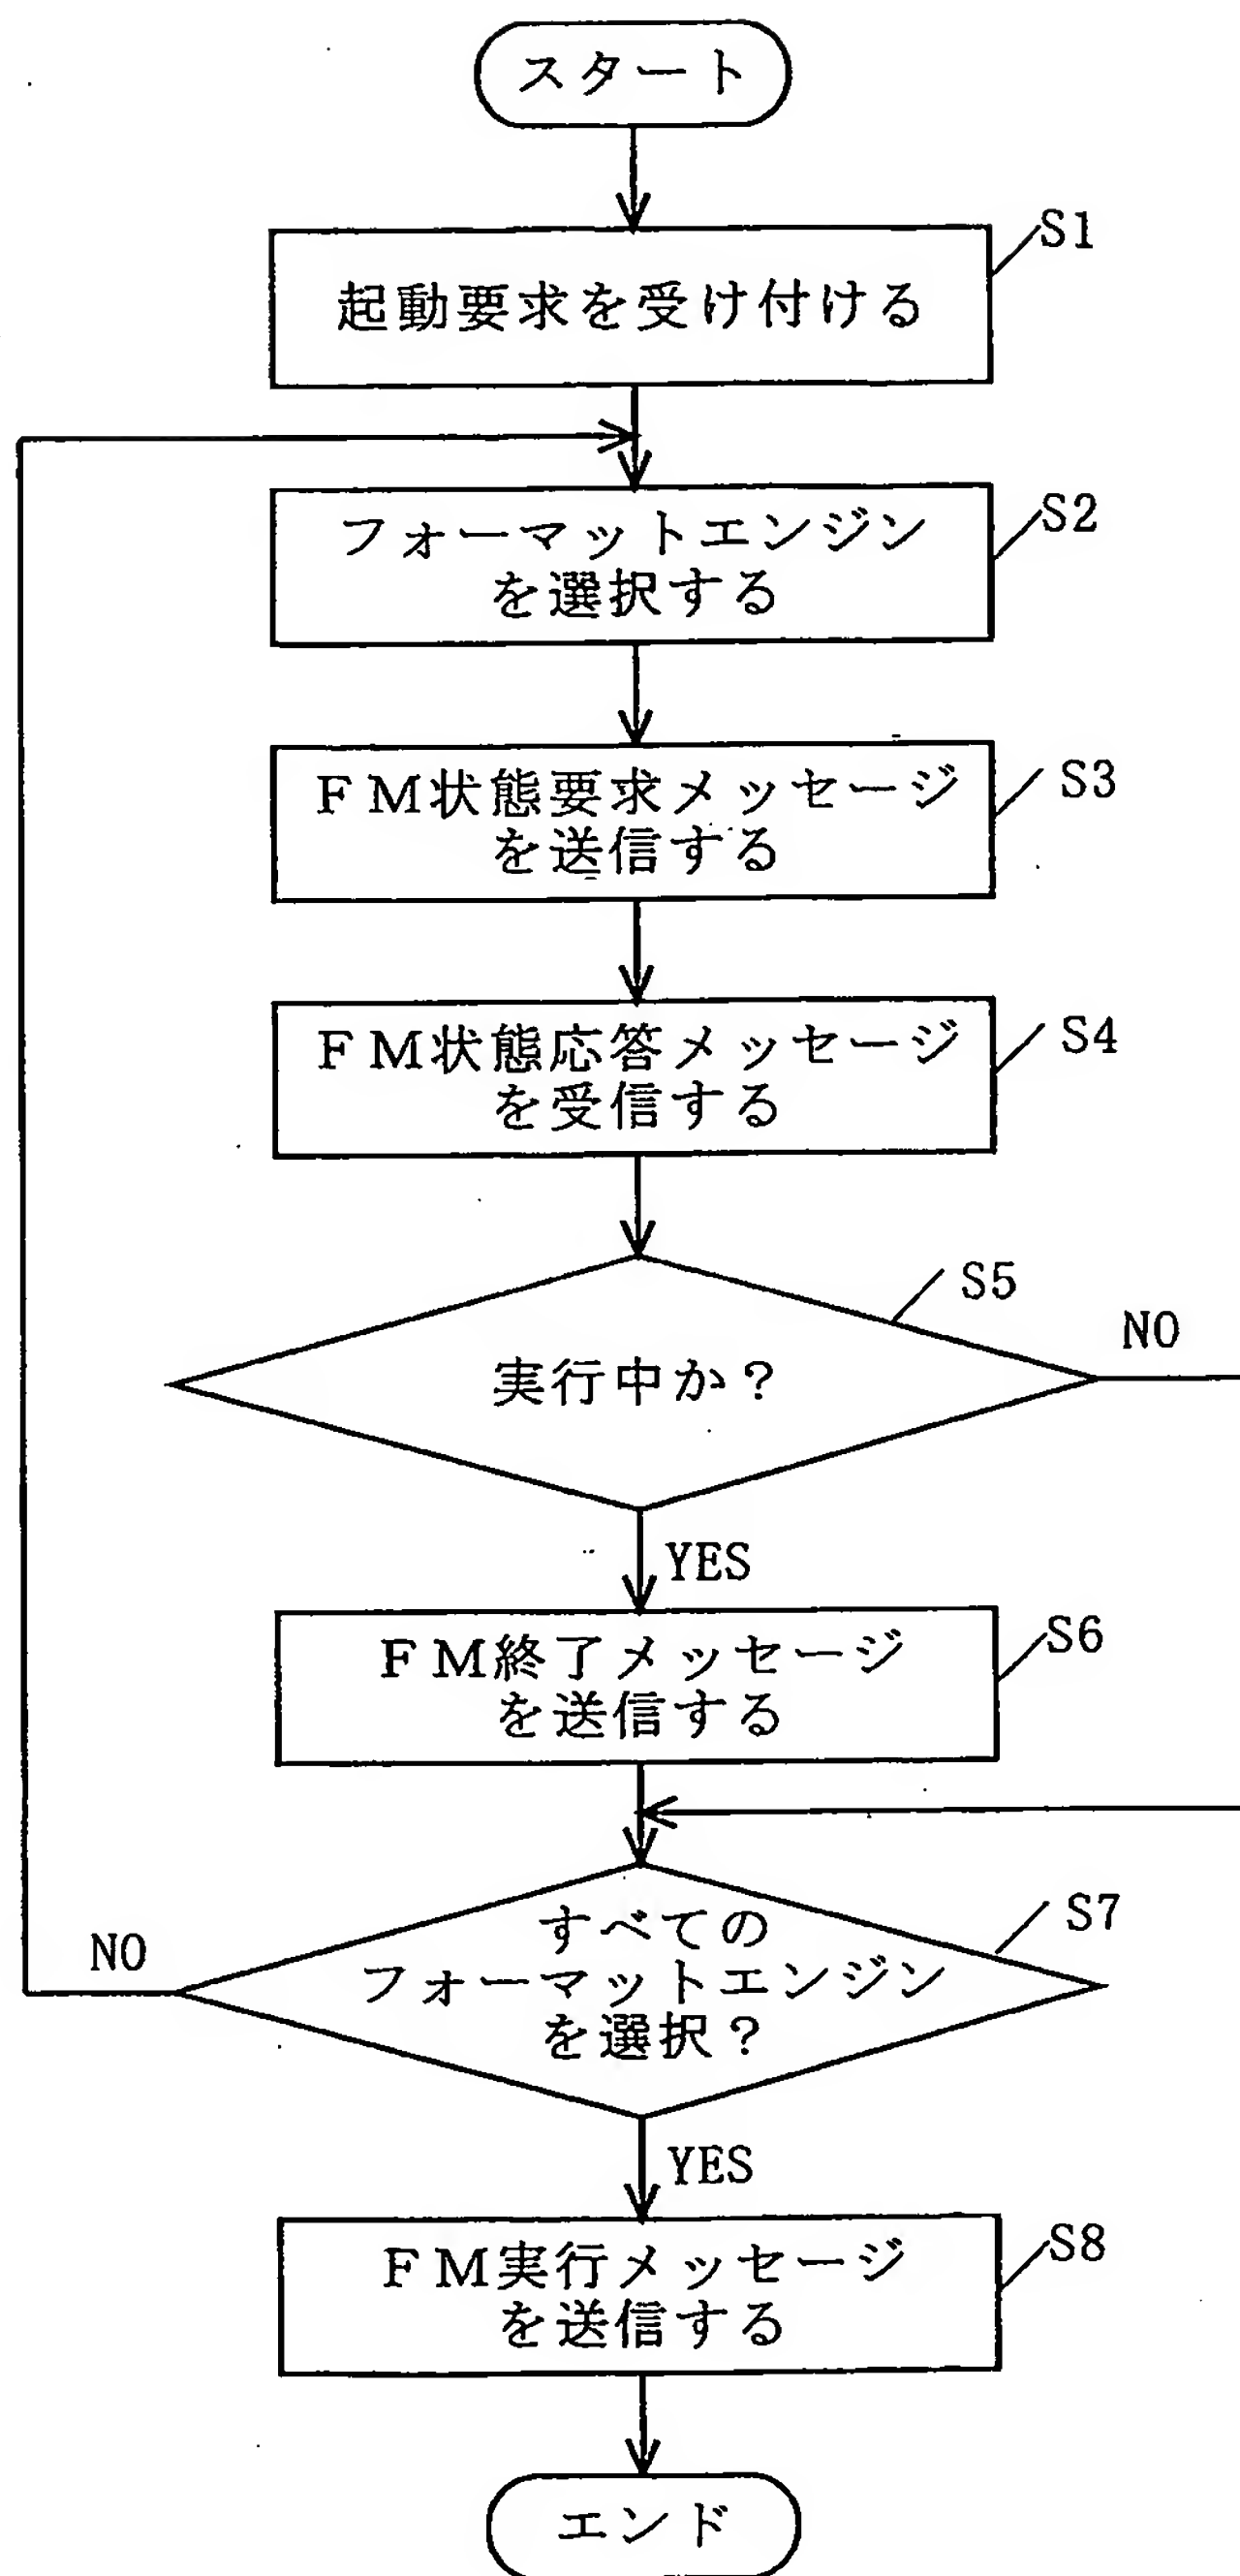 スタート
S1
起動要求を受け付ける
S2
フォーマットエンジン
を選択する
S3
ＦＭ状態要求メッセージ
を送信する
S4
ＦＭ状態応答メッセージ
を受信する
S5
NO
実行中か？
YES
S6
ＦＭ終了メッセージ
を送信する
S7
すべての
NO
フォーマットエンジン
を選択？
YES
S8
ＦＭ実行メッセージ
を送信する
エンド